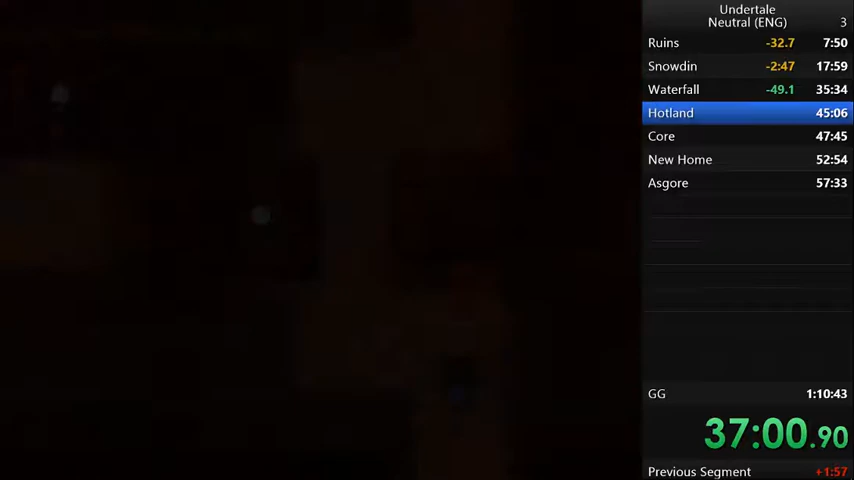 Undertale
Neutral (ENG) 3
Ruins -32.7 7:50
Snowdin -2:47 17:59
Waterfall -49.1 35:34
Hotland 45:06
Core 47:45
New Home 52:54
Asgore 57:33
GG 1:10:43
37:00.90
Previous Segment +1:57